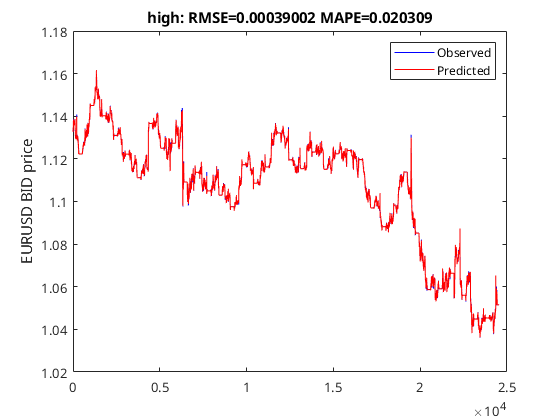 high: RMSE=0.00039002 MAPE=0.020309
1.18
1.16
1.14
1.12
1.1
1.08
1.06
1.04
1.02
EURUSD BID price
Observed
Predicted
0 0.5 1 1.5 2 2.5
×10⁴